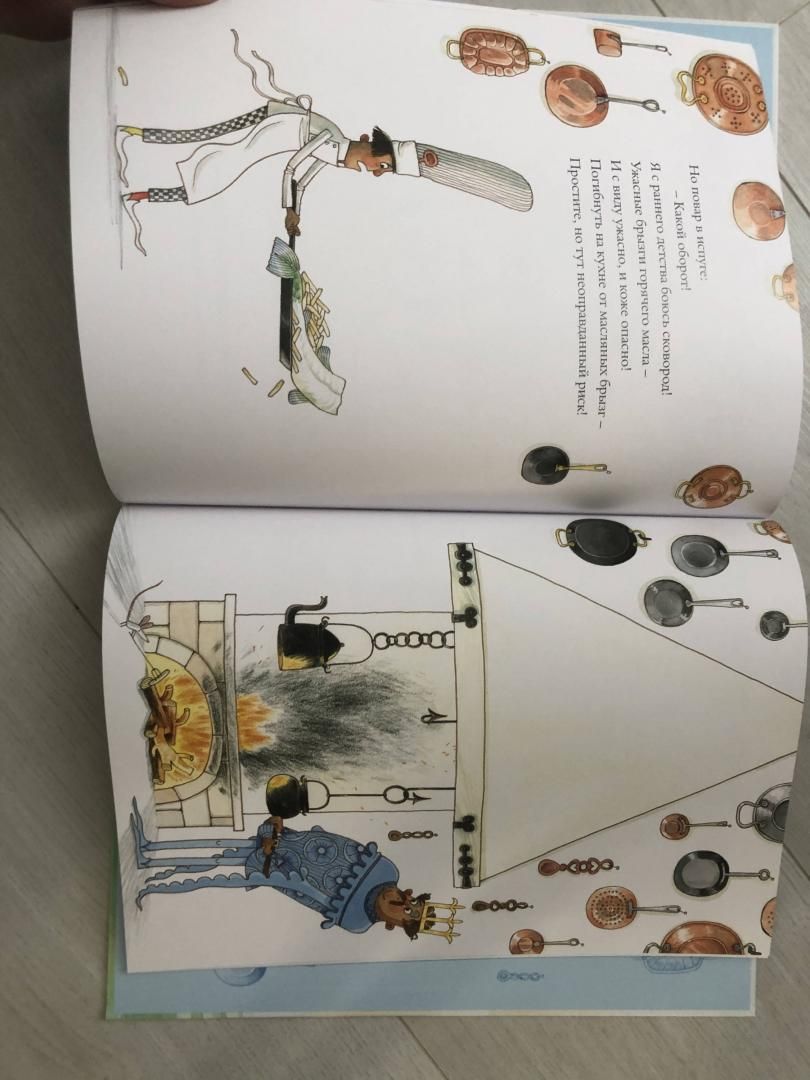 Но повар в испуге:
– Какой оборот!
Я с раннего детства боюсь сковород!
Ужасные брызги горячего масла –
И с виду ужасно, и коже опасно!
Погибнуть на кухне от масляных брызг –
Простите, но тут неоправданный риск!